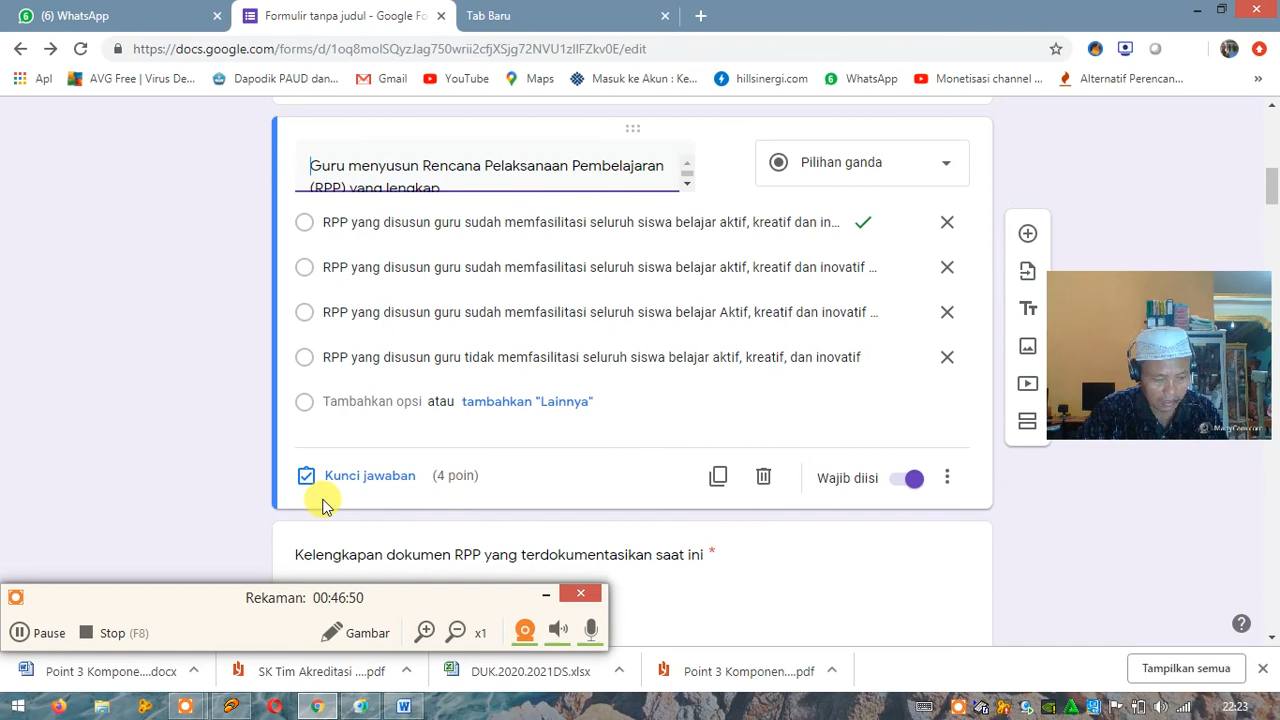 (6) WhatsApp
Formulir tanpa judul - Google Fo
Tab Baru
https://docs.google.com/forms/d/1oq8molSQyzJag750wrii2cfjXSjg72NVU1zlIFZkv0E/edit
Apl
AVG Free | Virus De...
Dapodik PAUD dan...
Gmail
YouTube
Maps
Masuk ke Akun : Ke...
hillsinergi.com
WhatsApp
Monetisasi channel ...
Alternatif Perencan...
»
Guru menyusun Rencana Pelaksanaan Pembelajaran
(RPP) yang lengkap
Pilihan ganda
RPP yang disusun guru sudah memfasilitasi seluruh siswa belajar aktif, kreatif dan in...
RPP yang disusun guru sudah memfasilitasi seluruh siswa belajar aktif, kreatif dan inovatif ...
RPP yang disusun guru sudah memfasilitasi seluruh siswa belajar Aktif, kreatif dan inovatif ...
RPP yang disusun guru tidak memfasilitasi seluruh siswa belajar aktif, kreatif, dan inovatif
Tambahkan opsi atau tambahkan "Lainnya"
Kunci jawaban (4 poin)
Wajib diisi
Kelengkapan dokumen RPP yang terdokumentasikan saat ini *
Rekaman: 00:46:50
Pause
Stop (F8)
Gambar
x1
Point 3 Kompone....docx
SK Tim Akreditasi ....pdf
DUK.2020.2021DS.xlsx
Point 3 Komponen....pdf
Tampilkan semua
22:23